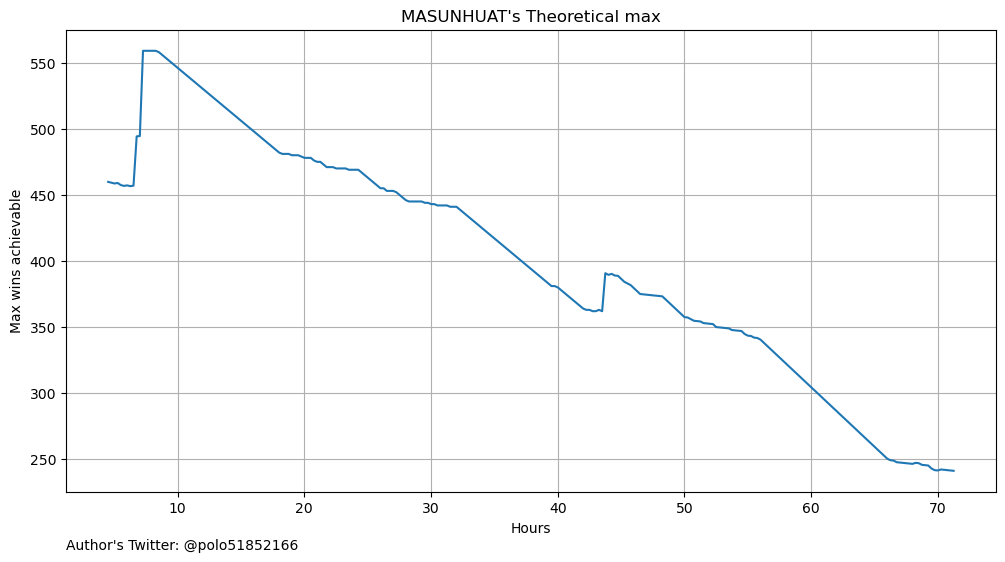 MASUNHUAT's Theoretical max
Max wins achievable
550
500
450
400
350
300
250
10 20 30 40 50 60 70
Hours
Author's Twitter: @polo51852166